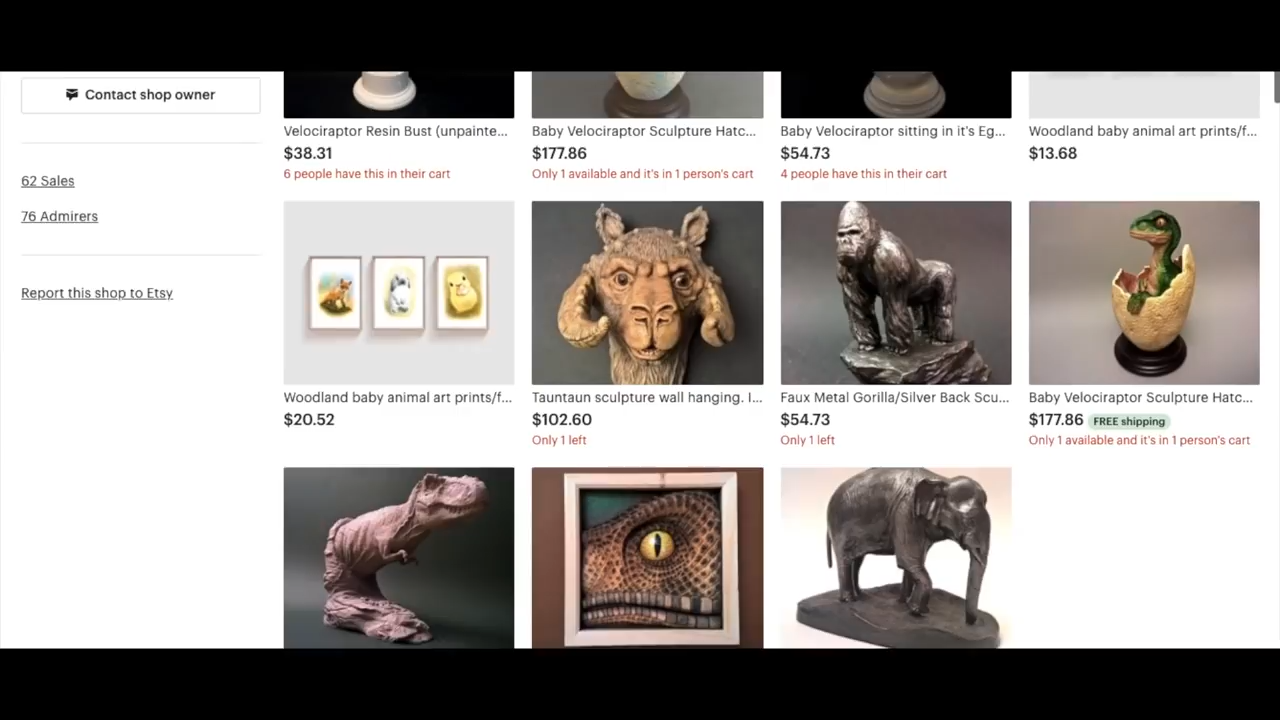 Contact shop owner
62 Sales
76 Admirers
Report this shop to Etsy
Velociraptor Resin Bust (unpainte...
$38.31
6 people have this in their cart
Baby Velociraptor Sculpture Hatc...
$177.86
Only 1 available and it's in 1 person's cart
Baby Velociraptor sitting in it's Eg...
$54.73
4 people have this in their cart
Woodland baby animal art prints/f...
$13.68
Woodland baby animal art prints/f...
$20.52
Tauntaun sculpture wall hanging. I...
$102.60
Only 1 left
Faux Metal Gorilla/Silver Back Scu...
$54.73
Only 1 left
Baby Velociraptor Sculpture Hatc...
$177.86 FREE shipping
Only 1 available and it's in 1 person's cart